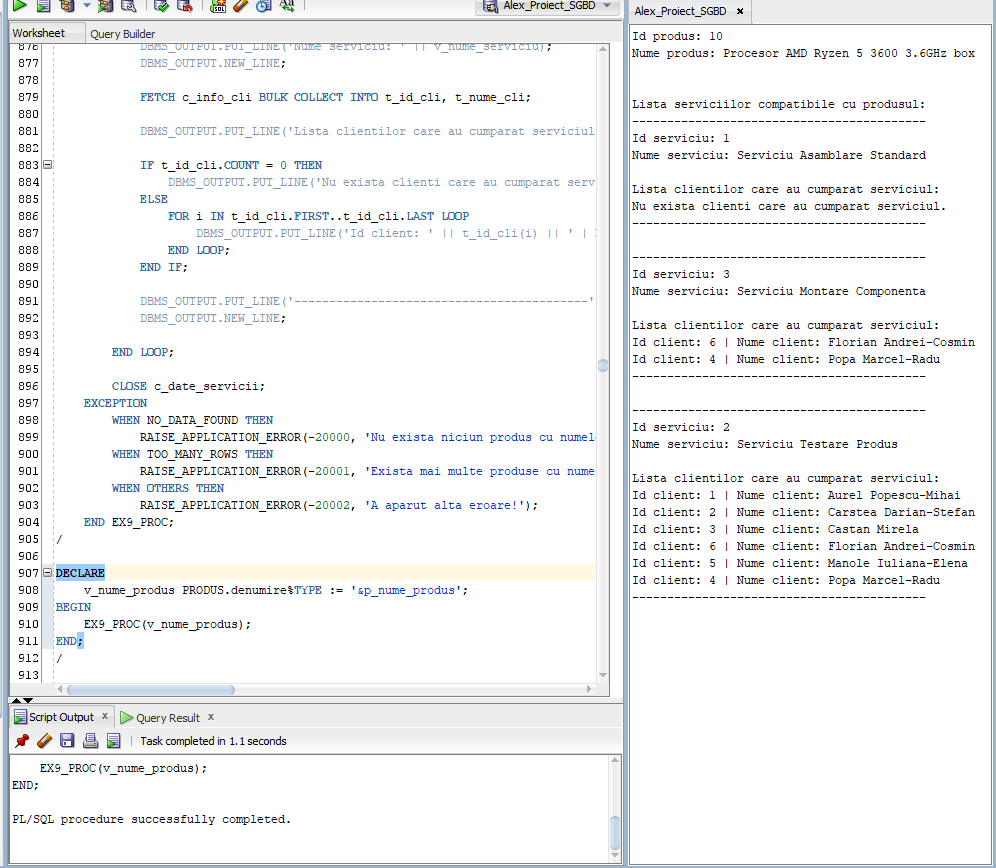 Alex_Proiect_SGBD
Worksheet
Query Builder
876 DBMS_OUTPUT.PUT_LINE('Nume serviciu: ' || v_nume_serviciu);
877 DBMS_OUTPUT.NEW_LINE;
878
879 FETCH c_info_cli BULK COLLECT INTO t_id_cli, t_nume_cli;
880
881 DBMS_OUTPUT.PUT_LINE('Lista clientilor care au cumparat serviciul
882
883 IF t_id_cli.COUNT = 0 THEN
884 DBMS_OUTPUT.PUT_LINE('Nu exista clienti care au cumparat serv
885 ELSE
886 FOR i IN t_id_cli.FIRST..t_id_cli.LAST LOOP
887 DBMS_OUTPUT.PUT_LINE('Id client: ' || t_id_cli(i) || ' |
888 END LOOP;
889 END IF;
890
891 DBMS_OUTPUT.PUT_LINE('------------------------------------------'
892 DBMS_OUTPUT.NEW_LINE;
893
894 END LOOP;
895
896 CLOSE c_date_servicii;
897 EXCEPTION
898 WHEN NO_DATA_FOUND THEN
899 RAISE_APPLICATION_ERROR(-20000, 'Nu exista niciun produs cu numel
900 WHEN TOO_MANY_ROWS THEN
901 RAISE_APPLICATION_ERROR(-20001, 'Exista mai multe produse cu nume
902 WHEN OTHERS THEN
903 RAISE_APPLICATION_ERROR(-20002, 'A aparut alta eroare!');
904 END EX9_PROC;
905 /
906
907 DECLARE
908 v_nume_produs PRODUS.denumire%TYPE := '&p_nume_produs';
909 BEGIN
910 EX9_PROC(v_nume_produs);
911 END;
912 /
913
Script Output x
Query Result x
Task completed in 1.1 seconds
EX9_PROC(v_nume_produs);
END;
PL/SQL procedure successfully completed.
Alex_Proiect_SGBD x
Id produs: 10
Nume produs: Procesor AMD Ryzen 5 3600 3.6GHz box
Lista serviciilor compatibile cu produsul:
------------------------------------------
Id serviciu: 1
Nume serviciu: Serviciu Asamblare Standard
Lista clientilor care au cumparat serviciul:
Nu exista clienti care au cumparat serviciul.
------------------------------------------
------------------------------------------
Id serviciu: 3
Nume serviciu: Serviciu Montare Componenta
Lista clientilor care au cumparat serviciul:
Id client: 6 | Nume client: Florian Andrei-Cosmin
Id client: 4 | Nume client: Popa Marcel-Radu
------------------------------------------
------------------------------------------
Id serviciu: 2
Nume serviciu: Serviciu Testare Produs
Lista clientilor care au cumparat serviciul:
Id client: 1 | Nume client: Aurel Popescu-Mihai
Id client: 2 | Nume client: Carstea Darian-Stefan
Id client: 3 | Nume client: Castan Mirela
Id client: 6 | Nume client: Florian Andrei-Cosmin
Id client: 5 | Nume client: Manole Iuliana-Elena
Id client: 4 | Nume client: Popa Marcel-Radu
------------------------------------------